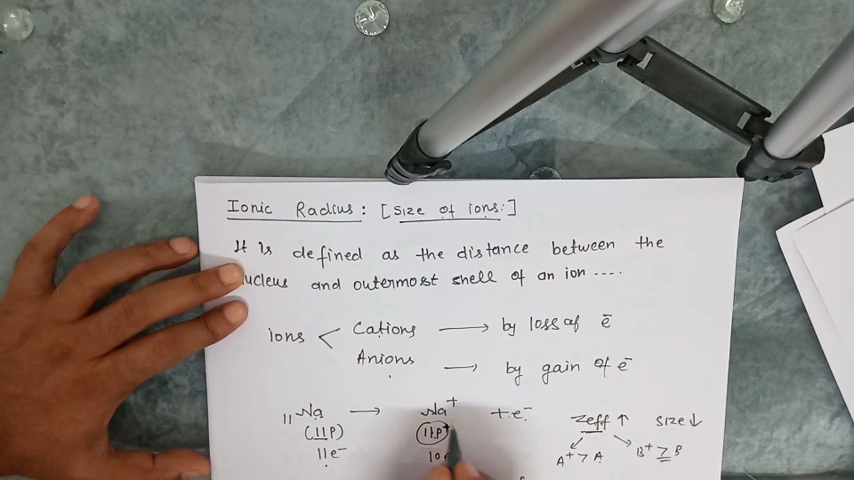 Ionic Radius: [Size of ions:]
It is defined as the distance between the
nucleus and outermost shell of an ion ....
ions < Cations → by loss of e⁻
Anions → by gain of e⁻
₁₁Na → Na⁺ + e⁻ Zeff ↑ size ↓
(11P) 11P⁺
11e⁻ 10e A⁺ > A B⁺ > B